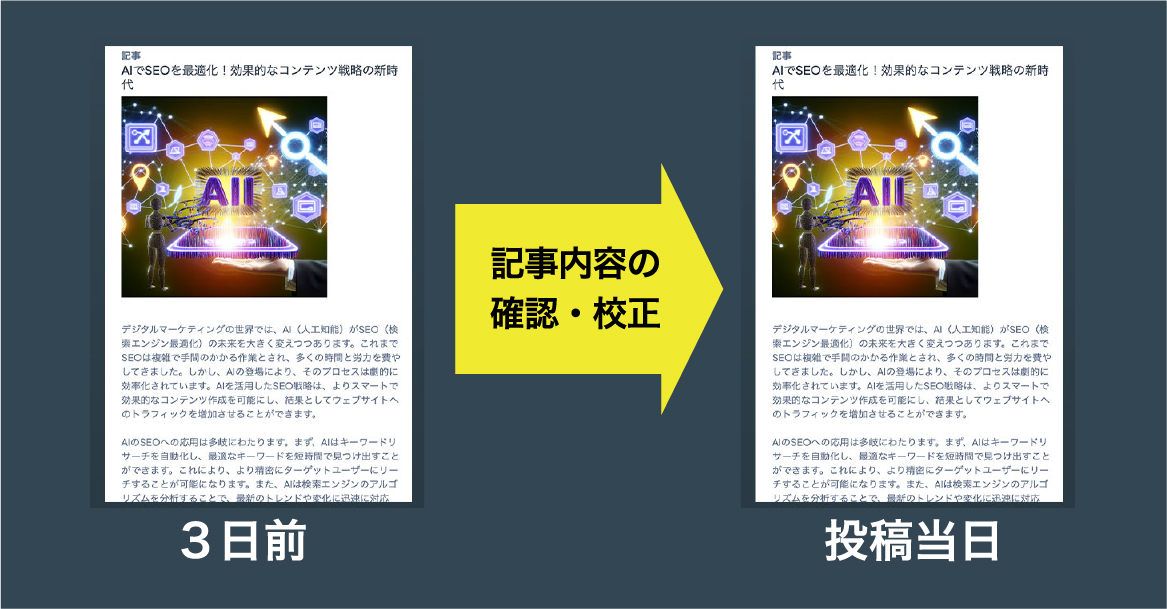 記事
AIでSEOを最適化！効果的なコンテンツ戦略の新時
代
AII
デジタルマーケティングの世界では、AI（人工知能）がSEO（検
索エンジン最適化）の未来を大きく変えつつあります。これまで
SEOは複雑で手間のかかる作業とされ、多くの時間と労力を費や
してきました。しかし、AIの登場により、そのプロセスは劇的に
効率化されています。AIを活用したSEO戦略は、よりスマートで
効果的なコンテンツ作成を可能にし、結果としてウェブサイトへ
のトラフィックを増加させることができます。
AIのSEOへの応用は多岐にわたります。まず、AIはキーワードリ
サーチを自動化し、最適なキーワードを短時間で見つけ出すこと
ができます。これにより、より精密にターゲットユーザーにリー
チすることが可能になります。また、AIは検索エンジンのアルゴ
リズムを分析することで、最新のトレンドや変化に迅速に対応
３日前
記事内容の
確認・校正
記事
AIでSEOを最適化！効果的なコンテンツ戦略の新時
代
AII
デジタルマーケティングの世界では、AI（人工知能）がSEO（検
索エンジン最適化）の未来を大きく変えつつあります。これまで
SEOは複雑で手間のかかる作業とされ、多くの時間と労力を費や
してきました。しかし、AIの登場により、そのプロセスは劇的に
効率化されています。AIを活用したSEO戦略は、よりスマートで
効果的なコンテンツ作成を可能にし、結果としてウェブサイトへ
のトラフィックを増加させることができます。
AIのSEOへの応用は多岐にわたります。まず、AIはキーワードリ
サーチを自動化し、最適なキーワードを短時間で見つけ出すこと
ができます。これにより、より精密にターゲットユーザーにリー
チすることが可能になります。また、AIは検索エンジンのアルゴ
リズムを分析することで、最新のトレンドや変化に迅速に対応
投稿当日